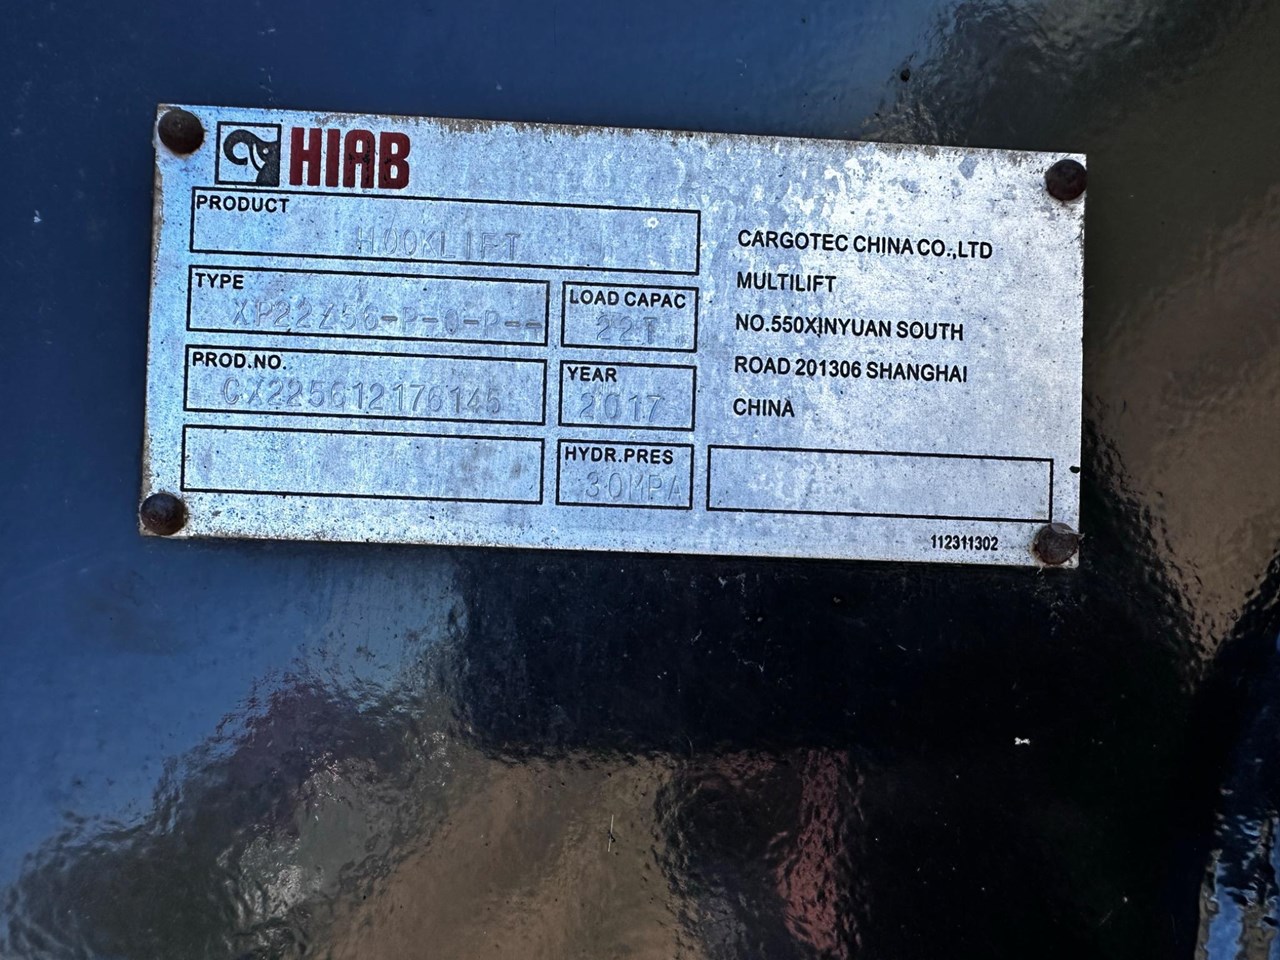 HIAB
PRODUCT
HOOKLIFT
TYPE
XP22Z56-P-0-P--
LOAD CAPAC
22T
PROD.NO.
CX225612176145
YEAR
2017
HYDR.PRES
30MPA
CARGOTEC CHINA CO.,LTD
MULTILIFT
NO.550XINYUAN SOUTH
ROAD 201306 SHANGHAI
CHINA
112311302